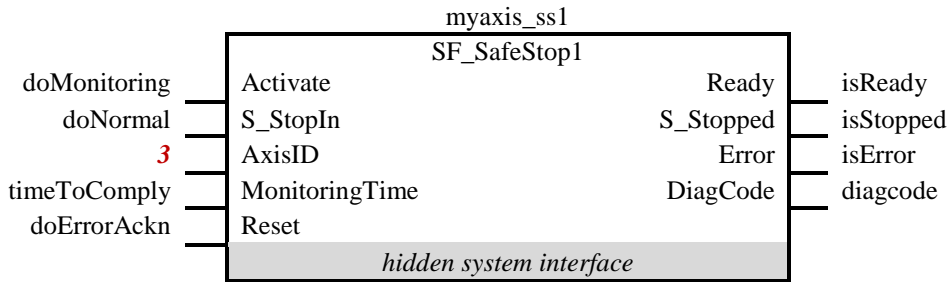 myaxis_ss1
SF_SafeStop1
doMonitoring Activate Ready isReady
doNormal S_StopIn S_Stopped isStopped
3 AxisID Error isError
timeToComply MonitoringTime DiagCode diagcode
doErrorAckn Reset
hidden system interface